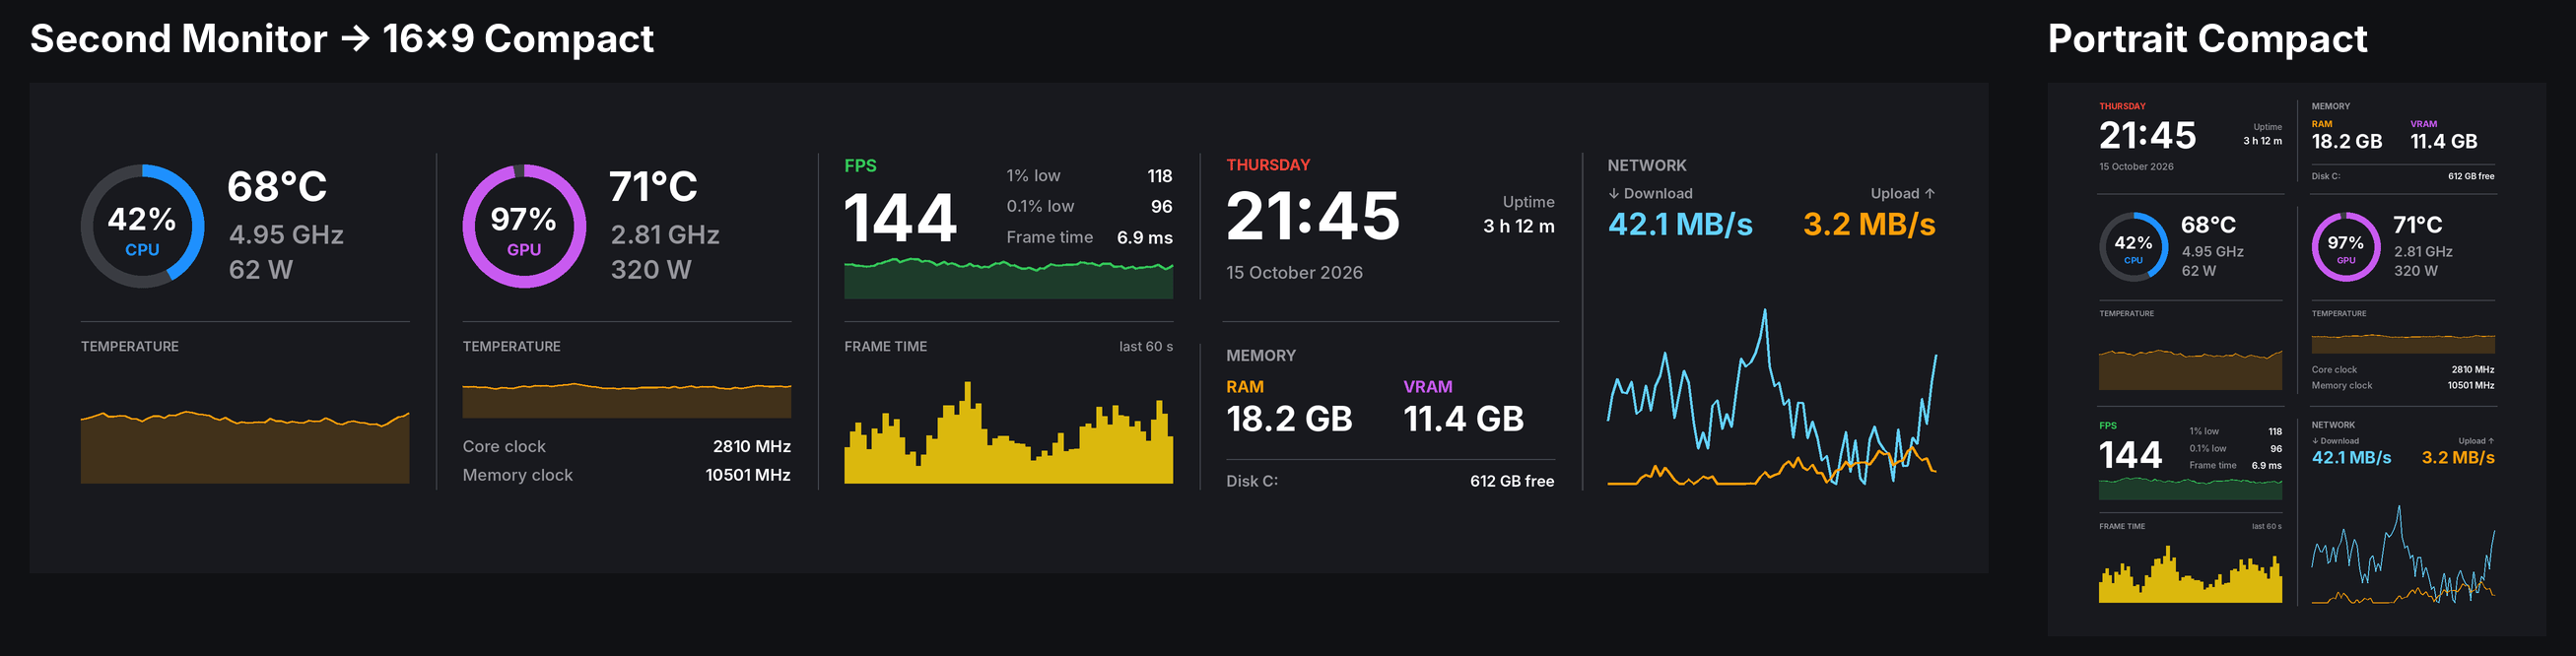 Second Monitor → 16×9 Compact
42%
CPU
68°C
4.95 GHz
62 W
TEMPERATURE
97%
GPU
71°C
2.81 GHz
320 W
TEMPERATURE
Core clock 2810 MHz
Memory clock 10501 MHz
FPS
144
1% low 118
0.1% low 96
Frame time 6.9 ms
FRAME TIME last 60 s
THURSDAY
21:45
Uptime
3 h 12 m
15 October 2026
MEMORY
RAM VRAM
18.2 GB 11.4 GB
Disk C: 612 GB free
NETWORK
↓ Download Upload ↑
42.1 MB/s 3.2 MB/s
Portrait Compact
THURSDAY
21:45
Uptime
3 h 12 m
15 October 2026
MEMORY
RAM VRAM
18.2 GB 11.4 GB
Disk C: 612 GB free
42%
CPU
68°C
4.95 GHz
62 W
TEMPERATURE
97%
GPU
71°C
2.81 GHz
320 W
TEMPERATURE
Core clock 2810 MHz
Memory clock 10501 MHz
FPS
144
1% low 118
0.1% low 96
Frame time 6.9 ms
FRAME TIME last 60 s
NETWORK
↓ Download Upload ↑
42.1 MB/s 3.2 MB/s